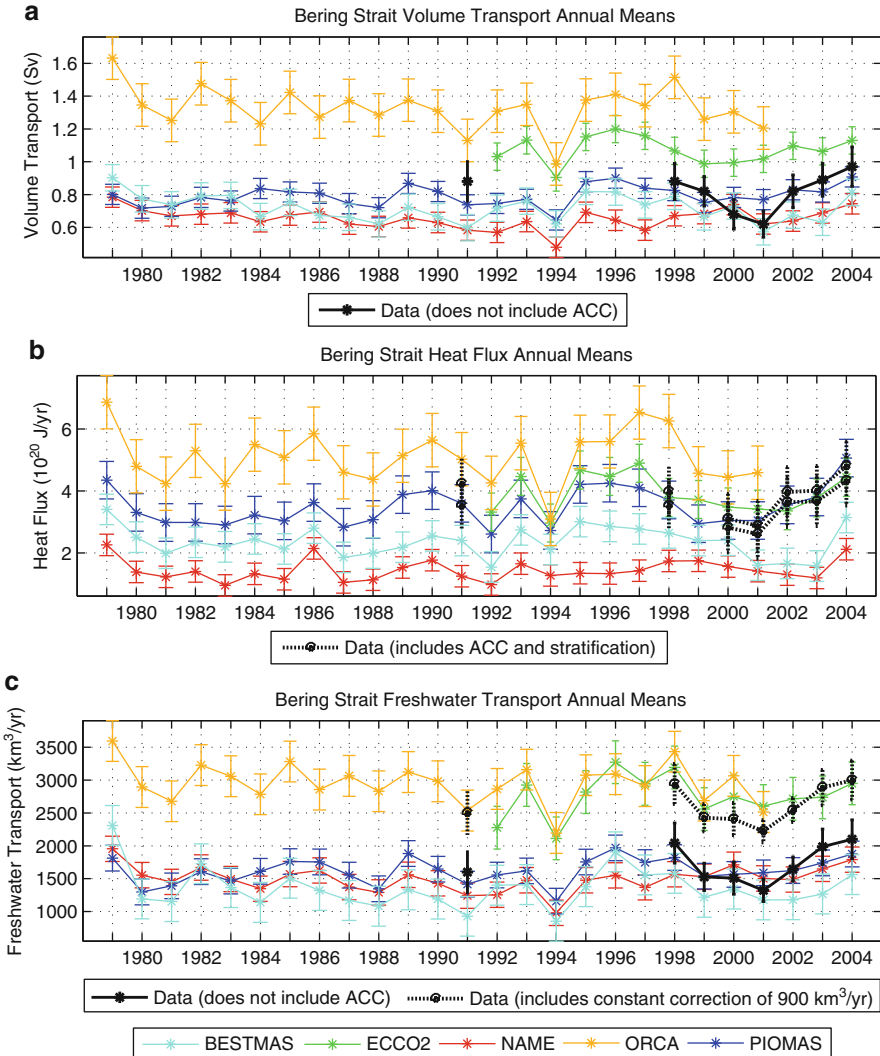 a
Bering Strait Volume Transport Annual Means
Volume Transport (Sv)
1.6
1.4
1.2
1
0.8
0.6
1980 1982 1984 1986 1988 1990 1992 1994 1996 1998 2000 2002 2004
Data (does not include ACC)
b
Bering Strait Heat Flux Annual Means
Heat Flux (10²⁰ J/yr)
6
4
2
1980 1982 1984 1986 1988 1990 1992 1994 1996 1998 2000 2002 2004
Data (includes ACC and stratification)
c
Bering Strait Freshwater Transport Annual Means
Freshwater Transport (km³/yr)
3500
3000
2500
2000
1500
1000
1980 1982 1984 1986 1988 1990 1992 1994 1996 1998 2000 2002 2004
Data (does not include ACC) Data (includes constant correction of 900 km³/yr)
BESTMAS ECCO2 NAME ORCA PIOMAS